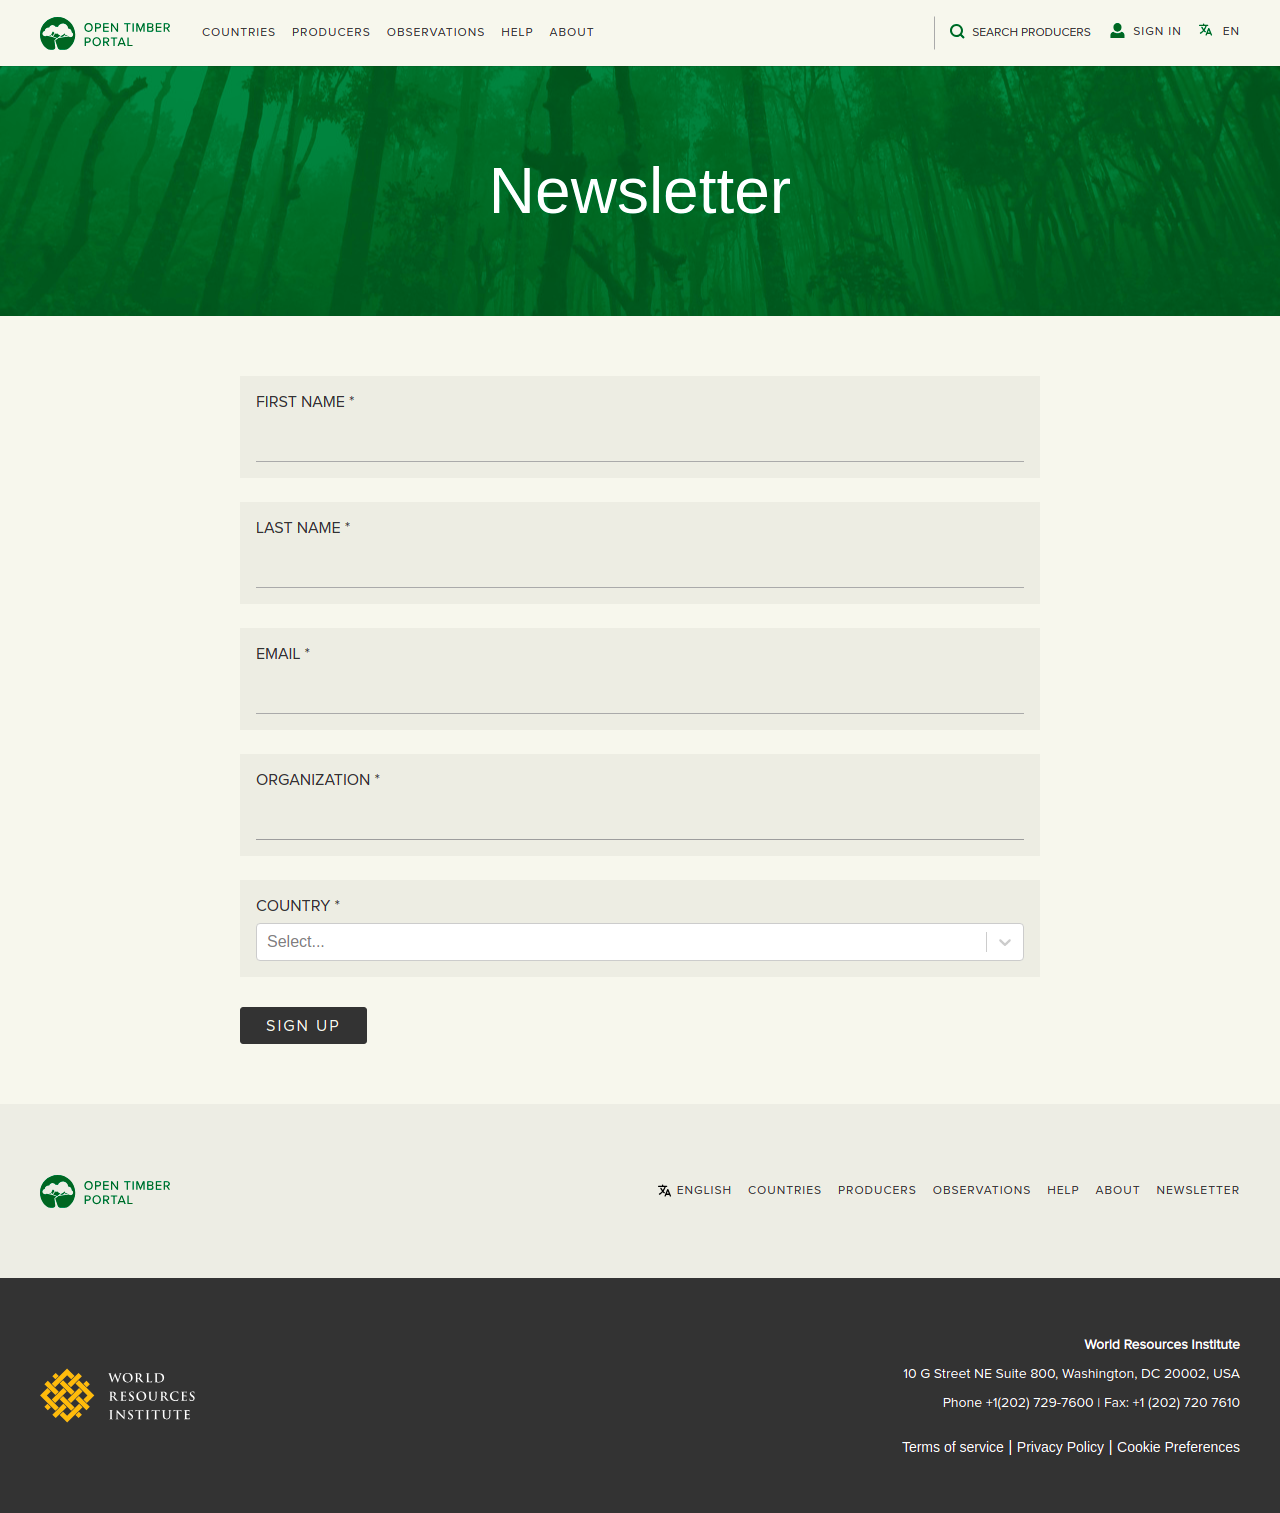 OPEN TIMBER PORTAL
COUNTRIES PRODUCERS OBSERVATIONS HELP ABOUT
SEARCH PRODUCERS SIGN IN EN
Newsletter
FIRST NAME *
LAST NAME *
EMAIL *
ORGANIZATION *
COUNTRY *
Select...
SIGN UP
OPEN TIMBER
PORTAL
ENGLISH COUNTRIES PRODUCERS OBSERVATIONS HELP ABOUT NEWSLETTER
WORLD
RESOURCES
INSTITUTE
World Resources Institute
10 G Street NE Suite 800, Washington, DC 20002, USA
Phone +1(202) 729-7600 | Fax: +1 (202) 720 7610
Terms of service | Privacy Policy | Cookie Preferences